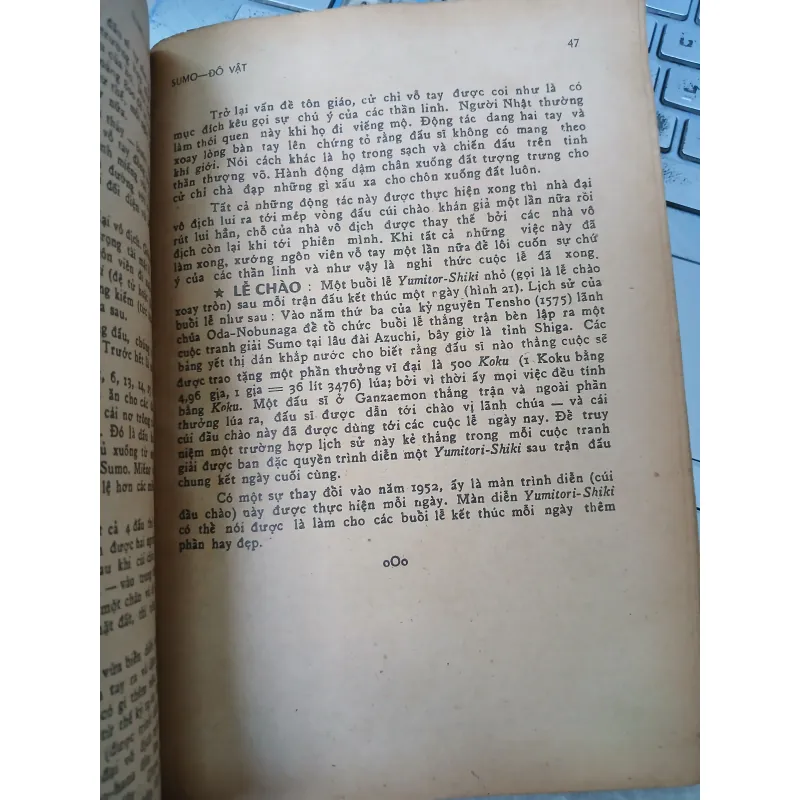 SUMO—ĐÔ VẬT
47
Trở lại vấn đề tôn giáo, cử chỉ vỗ tay được coi như là có
mục đích kêu gọi sự chú ý của các thần linh. Người Nhật thường
làm thói quen này khi họ đi viếng mộ. Động tác dang hai tay và
xoay lòng bàn tay lên chứng tỏ rằng đấu sĩ không có mang theo
khí giới. Nói cách khác là họ trong sạch và chiến đấu trên tinh
thần thượng võ. Hành động dậm chân xuống đất tượng trưng cho
cử chỉ chà đạp những gì xấu xa cho chôn xuống đất luôn.
Tất cả những động tác này được thực hiện xong thì nhà đại
vô địch lui ra tới mép vòng đấu cúi chào khán giả một lần nữa rồi
rút lui hẳn, chỗ của nhà vô địch được thay thế bởi các nhà vô
địch còn lại khi tới phiên mình. Khi tất cả những việc này đã
làm xong, xướng ngôn viên vỗ tay một lần nữa để lôi cuốn sự chú
ý của các thần linh và như vậy là nghi thức cuộc lễ đã xong.
★ LỄ CHÀO : Một buổi lễ Yumitor-Shiki nhỏ (gọi là lễ chào
xoay tròn) sau mỗi trận đấu kết thúc một ngày (hình 21). Lịch sử của
buổi lễ như sau : Vào năm thứ ba của kỷ nguyên Tensho (1575) lãnh
chúa Oda-Nobunaga để tổ chức buổi lễ thắng trận bèn lập ra một
cuộc tranh giải Sumo tại lâu đài Azuchi, bây giờ là tỉnh Shiga. Các
bảng yết thị dán khắp nước cho biết rằng đấu sĩ nào thắng cuộc sẽ
được trao tặng một phần thưởng vĩ đại là 500 Koku (1 Koku bằng
4,96 gịa, 1 gịa = 36 lít 3476) lúa; bởi vì thời ấy mọi việc đều tính
bằng Koku. Một đấu sĩ ở Ganzaemon thắng trận và ngoài phần
thưởng lúa ra, đấu sĩ được dẫn tới chào vị lãnh chúa — và cái
cúi đầu chào này đã được dùng tới các cuộc lễ ngày nay. Để truy
niệm một trường hợp lịch sử này kẻ thắng trong mỗi cuộc tranh
giải được ban đặc quyền trình diễn một Yumitori-Shiki sau trận đấu
chung kết ngày cuối cùng.
Có một sự thay đổi vào năm 1952, ấy là màn trình diễn (cúi
đầu chào) này được thực hiện mỗi ngày. Màn diễn Yumitori-Shiki
có thể nói được là làm cho các buổi lễ kết thúc mỗi ngày thêm
phần hay đẹp.
oOo